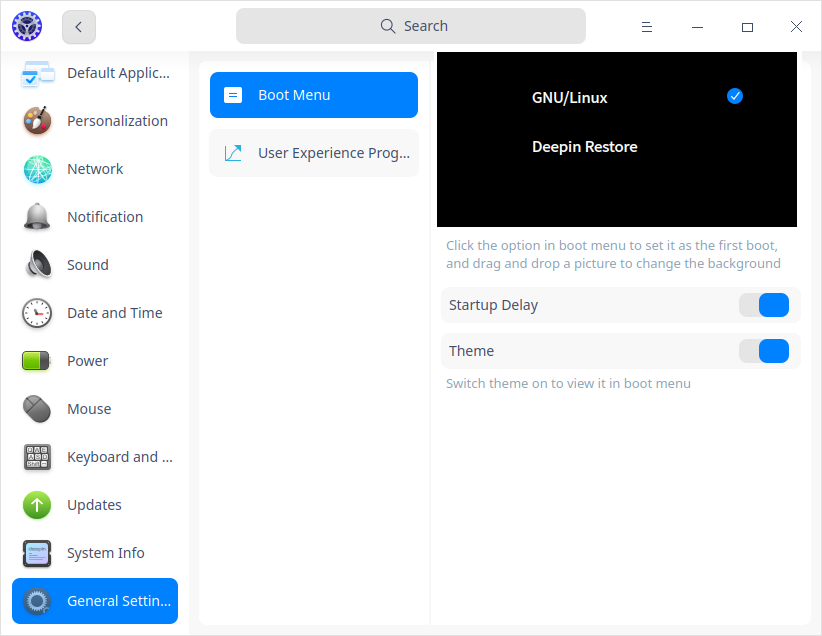 Search
Default Applic...
Personalization
Network
Notification
Sound
Date and Time
Power
Mouse
Keyboard and ...
Updates
System Info
General Settin...
Boot Menu
User Experience Prog...
GNU/Linux
Deepin Restore
Click the option in boot menu to set it as the first boot,
and drag and drop a picture to change the background
Startup Delay
Theme
Switch theme on to view it in boot menu